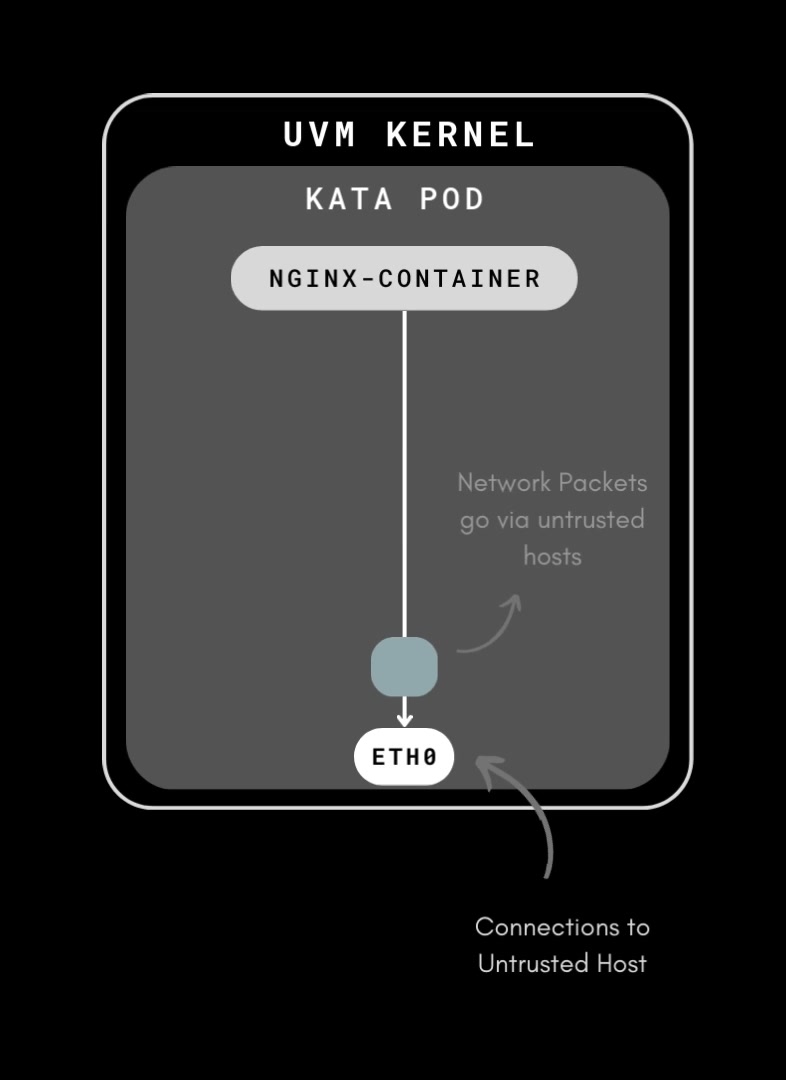 UVM KERNEL
KATA POD
NGINX-CONTAINER
Network Packets
go via untrusted
hosts
ETH0
Connections to
Untrusted Host